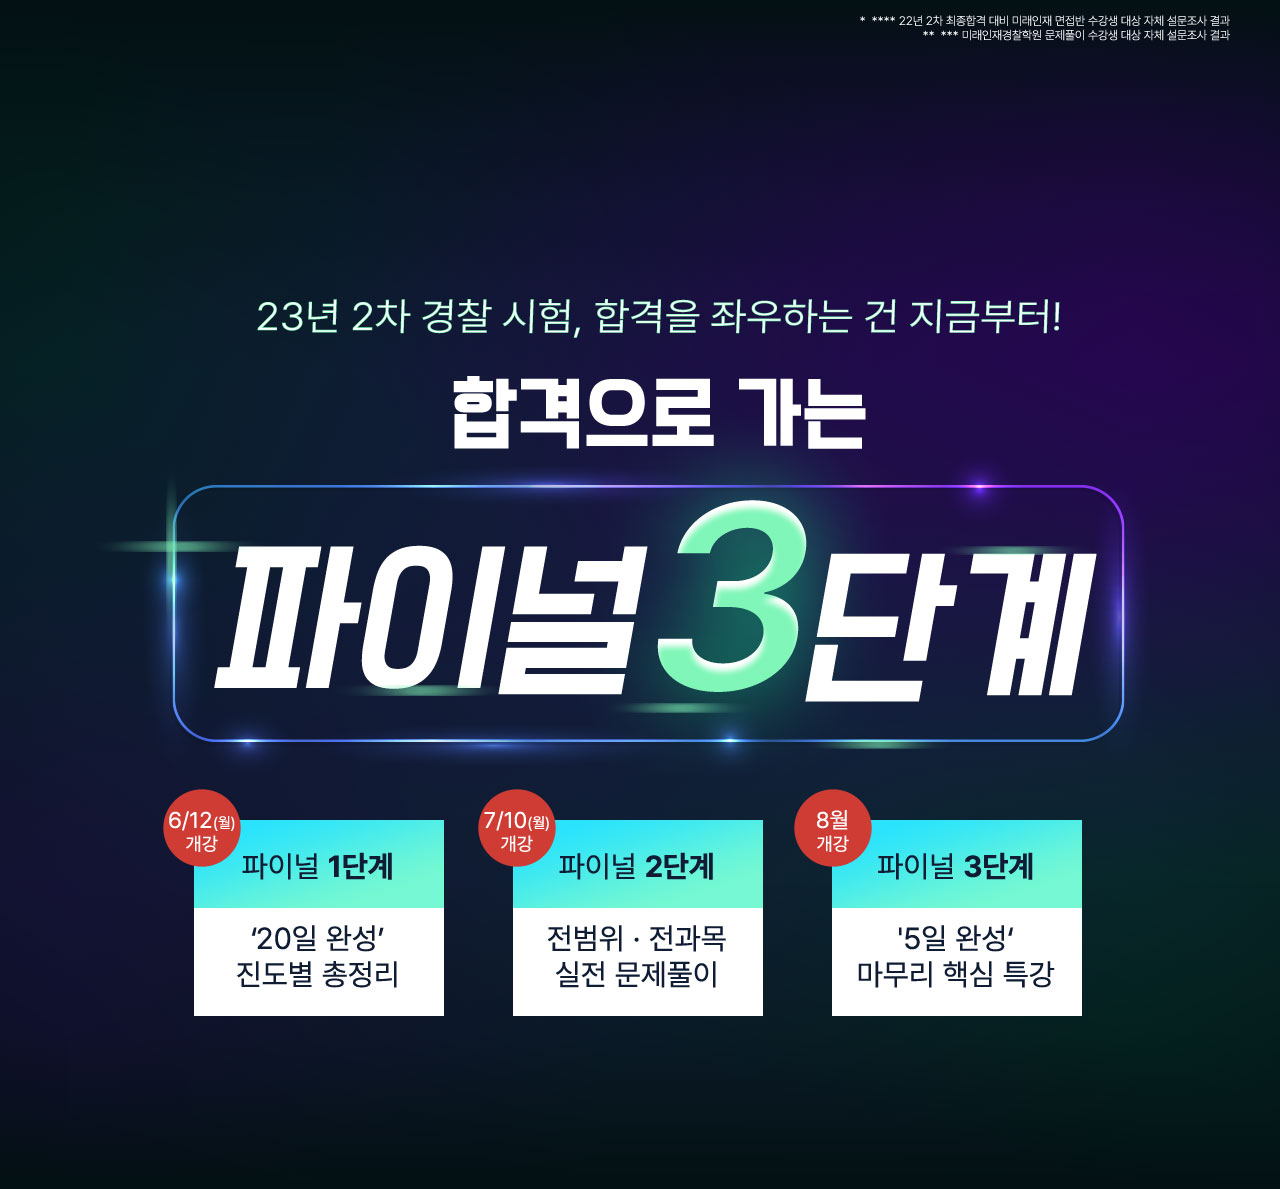 * **** 22년 2차 최종합격 대비 미래인재 면접반 수강생 대상 자체 설문조사 결과
** *** 미래인재경찰학원 문제풀이 수강생 대상 자체 설문조사 결과
23년 2차 경찰 시험, 합격을 좌우하는 건 지금부터!
합격으로 가는
파이널 3단계
6/12(월)
개강
파이널 1단계
‘20일 완성’
진도별 총정리
7/10(월)
개강
파이널 2단계
전범위 · 전과목
실전 문제풀이
8월
개강
파이널 3단계
'5일 완성‘
마무리 핵심 특강